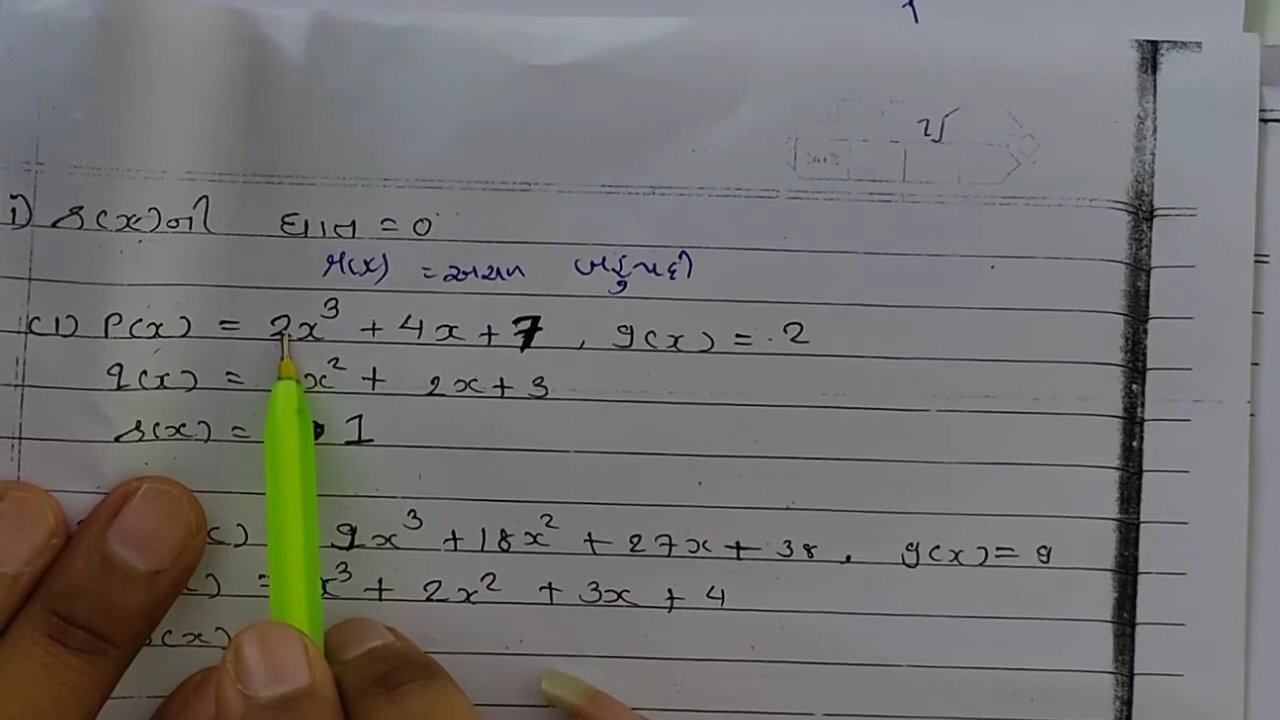 i) s(x)ની ઘાત = 0
s(x) = અચળ બહુપદી
(1) P(x) = 2x³ + 4x + 7, g(x) = 2
q(x) = x² + 2x + 3
s(x) = 1
9x³ + 18x² + 27x + 38, g(x) = 9
x³ + 2x² + 3x + 4
s(x)